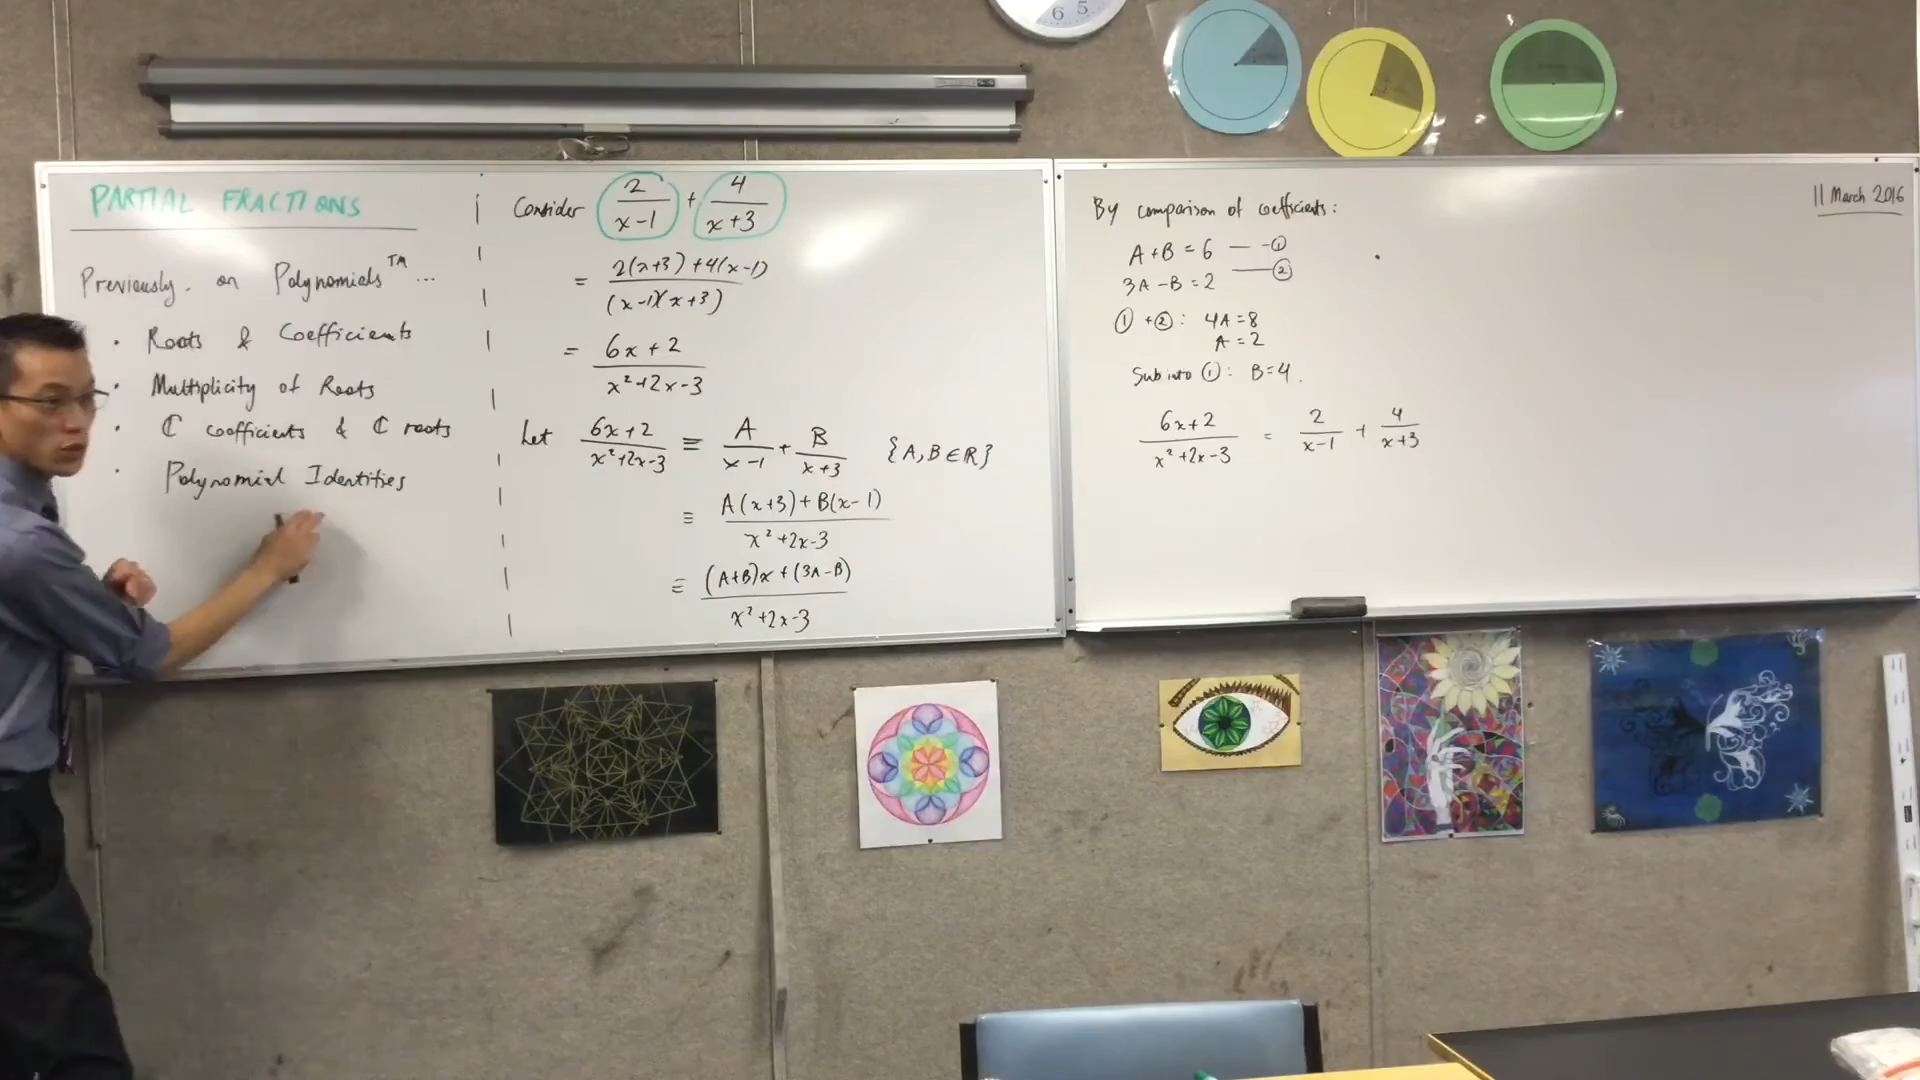 6 5
PARTIAL FRACTIONS
Previously on Polynomials™...
• Roots & Coefficients
• Multiplicity of Roots
• ℂ coefficients & ℂ roots
• Polynomial Identities
Consider 2/(x-1) + 4/(x+3)
= (2(x+3)+4(x-1))/((x-1)(x+3))
= (6x+2)/(x²+2x-3)
Let (6x+2)/(x²+2x-3) ≡ A/(x-1) + B/(x+3) {A,B∈ℝ}
≡ (A(x+3)+B(x-1))/(x²+2x-3)
≡ ((A+B)x+(3A-B))/(x²+2x-3)
11 March 2016
By comparison of coefficients:
A+B=6 — -①
3A-B=2 —②
①+②: 4A=8
A=2
Sub into ①: B=4.
(6x+2)/(x²+2x-3) = 2/(x-1) + 4/(x+3)